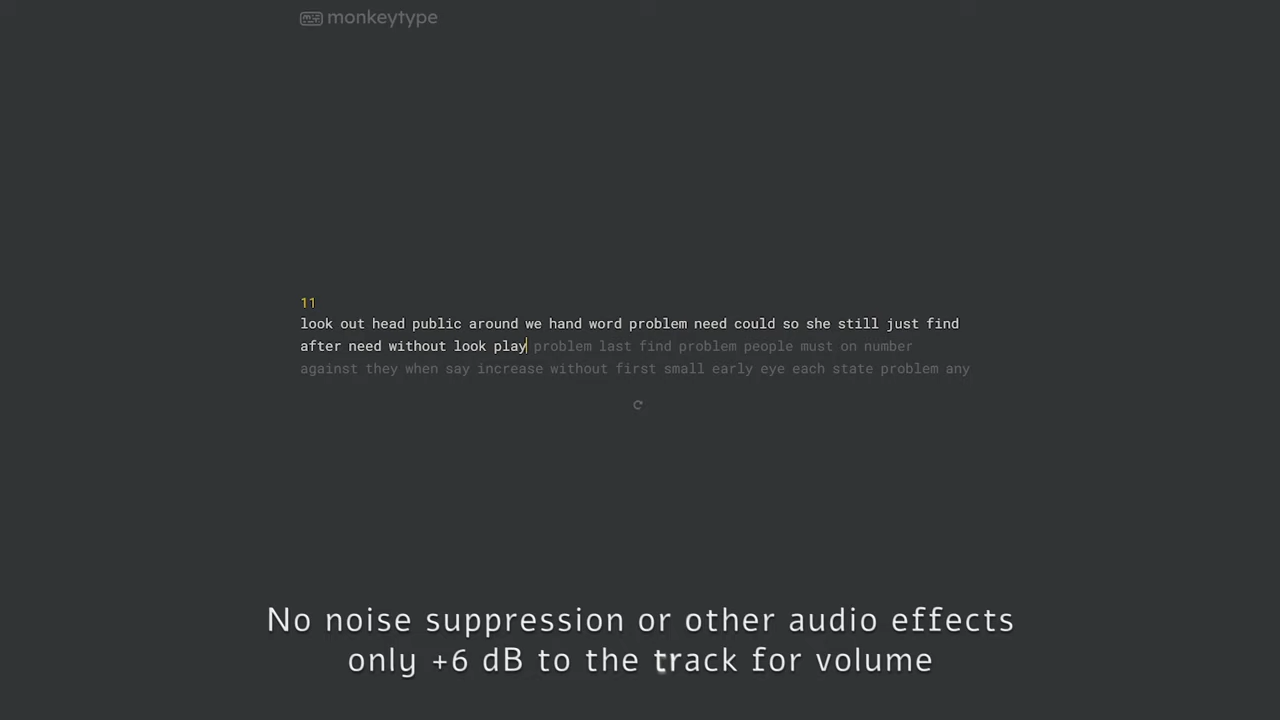 monkeytype
11
look out head public around we hand word problem need could so she still just find
after need without look play problem last find problem people must on number
against they when say increase without first small early eye each state problem any
No noise suppression or other audio effects
only +6 dB to the track for volume